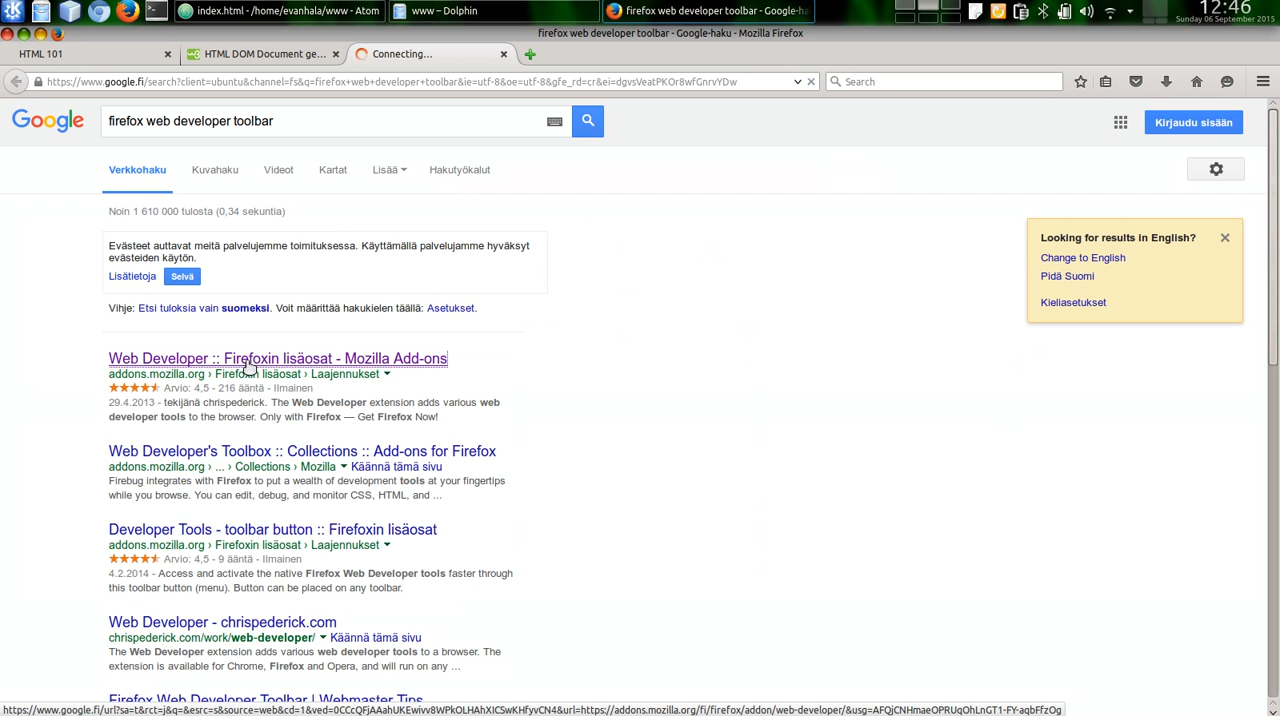 index.html - /home/evanhala/www - Atom
www – Dolphin
firefox web developer toolbar - Google-ha
12:46
Sunday 06 September 2015
firefox web developer toolbar - Google-haku - Mozilla Firefox
HTML 101
HTML DOM Document ge...
Connecting...
https://www.google.fi/search?client=ubuntu&channel=fs&q=firefox+web+developer+toolbar&ie=utf-8&oe=utf-8&gfe_rd=cr&ei=dgvsVeatPKOr8wfGnrvYDw
Search
Google
firefox web developer toolbar
Kirjaudu sisään
Verkkohaku
Kuvahaku
Videot
Kartat
Lisää
Hakutyökalut
Noin 1 610 000 tulosta (0,34 sekuntia)
Evästeet auttavat meitä palvelujemme toimituksessa. Käyttämällä palvelujamme hyväksyt
evästeiden käytön.
Lisätietoja
Selvä
Looking for results in English?
Change to English
Pidä Suomi
Kieliasetukset
Vihje: Etsi tuloksia vain suomeksi. Voit määrittää hakukielen täällä: Asetukset.
Web Developer :: Firefoxin lisäosat - Mozilla Add-ons
addons.mozilla.org › Firefoxin lisäosat › Laajennukset
Arvio: 4,5 - 216 ääntä - Ilmainen
29.4.2013 - tekijänä chrispederick. The Web Developer extension adds various web
developer tools to the browser. Only with Firefox — Get Firefox Now!
Web Developer's Toolbox :: Collections :: Add-ons for Firefox
addons.mozilla.org › ... › Collections › Mozilla Käännä tämä sivu
Firebug integrates with Firefox to put a wealth of development tools at your fingertips
while you browse. You can edit, debug, and monitor CSS, HTML, and ...
Developer Tools - toolbar button :: Firefoxin lisäosat
addons.mozilla.org › Firefoxin lisäosat › Laajennukset
Arvio: 4,5 - 9 ääntä - Ilmainen
4.2.2014 - Access and activate the native Firefox Web Developer tools faster through
this toolbar button (menu). Button can be placed on any toolbar.
Web Developer - chrispederick.com
chrispederick.com/work/web-developer/ Käännä tämä sivu
The Web Developer extension adds various web developer tools to a browser. The
extension is available for Chrome, Firefox and Opera, and will run on any ...
Firefox Web Developer Toolbar | Webmaster Tips
https://www.google.fi/url?sa=t&rct=j&q=&esrc=s&source=web&cd=1&ved=0CCcQFjAAahUKEwivv8WPkOLHAhXICSwKHfyvCN4&url=https://addons.mozilla.org/fi/firefox/addon/web-developer/&usg=AFQjCNHmaeOPRUqOhLnGT1-FY-aqbFfzOg